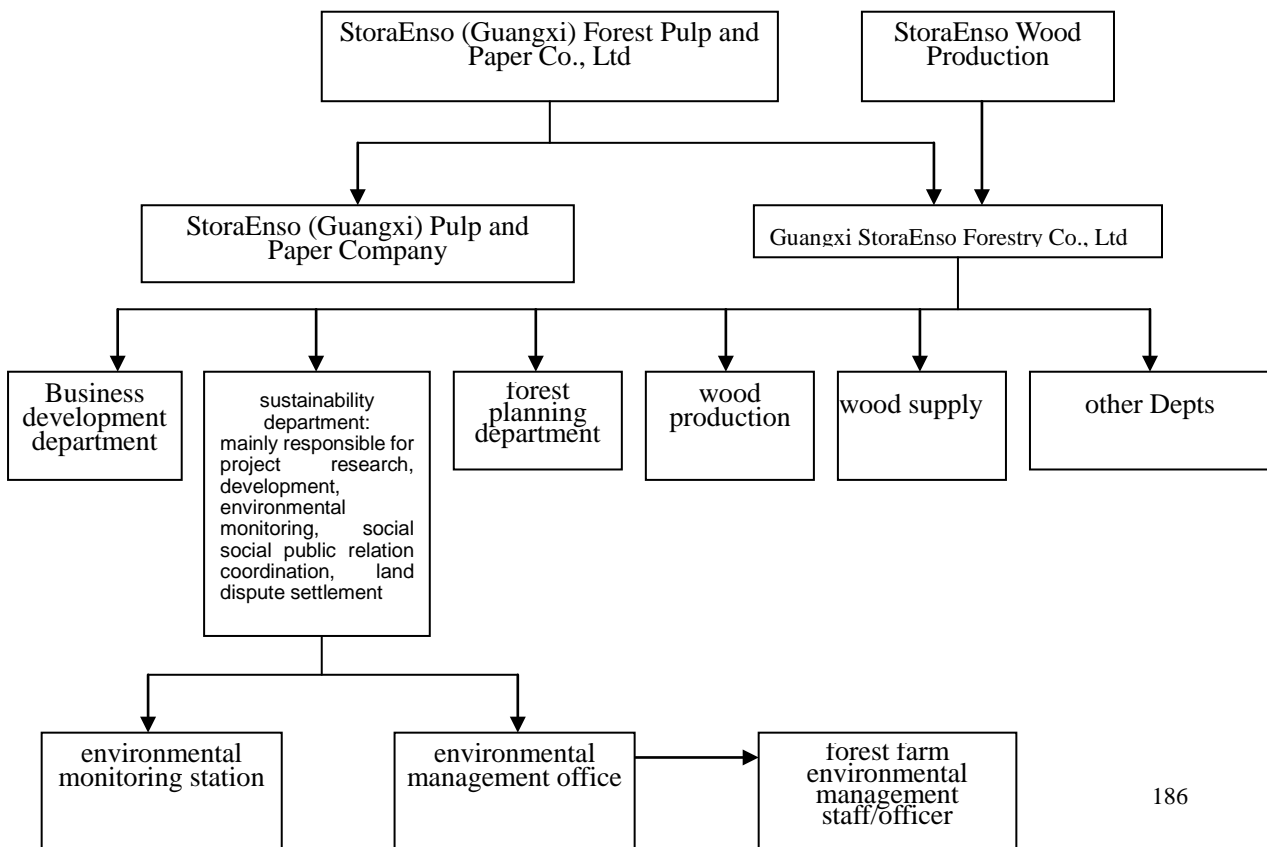 StoraEnso (Guangxi) Forest Pulp and
Paper Co., Ltd
StoraEnso Wood
Production
StoraEnso (Guangxi) Pulp and
Paper Company
Guangxi StoraEnso Forestry Co., Ltd
Business
development
department
sustainability
department:
mainly responsible for
project research,
development,
environmental
monitoring, social
social public relation
coordination, land
dispute settlement
forest
planning
department
wood
production
wood supply
other Depts
environmental
monitoring station
environmental
management office
forest farm
environmental
management
staff/officer
186